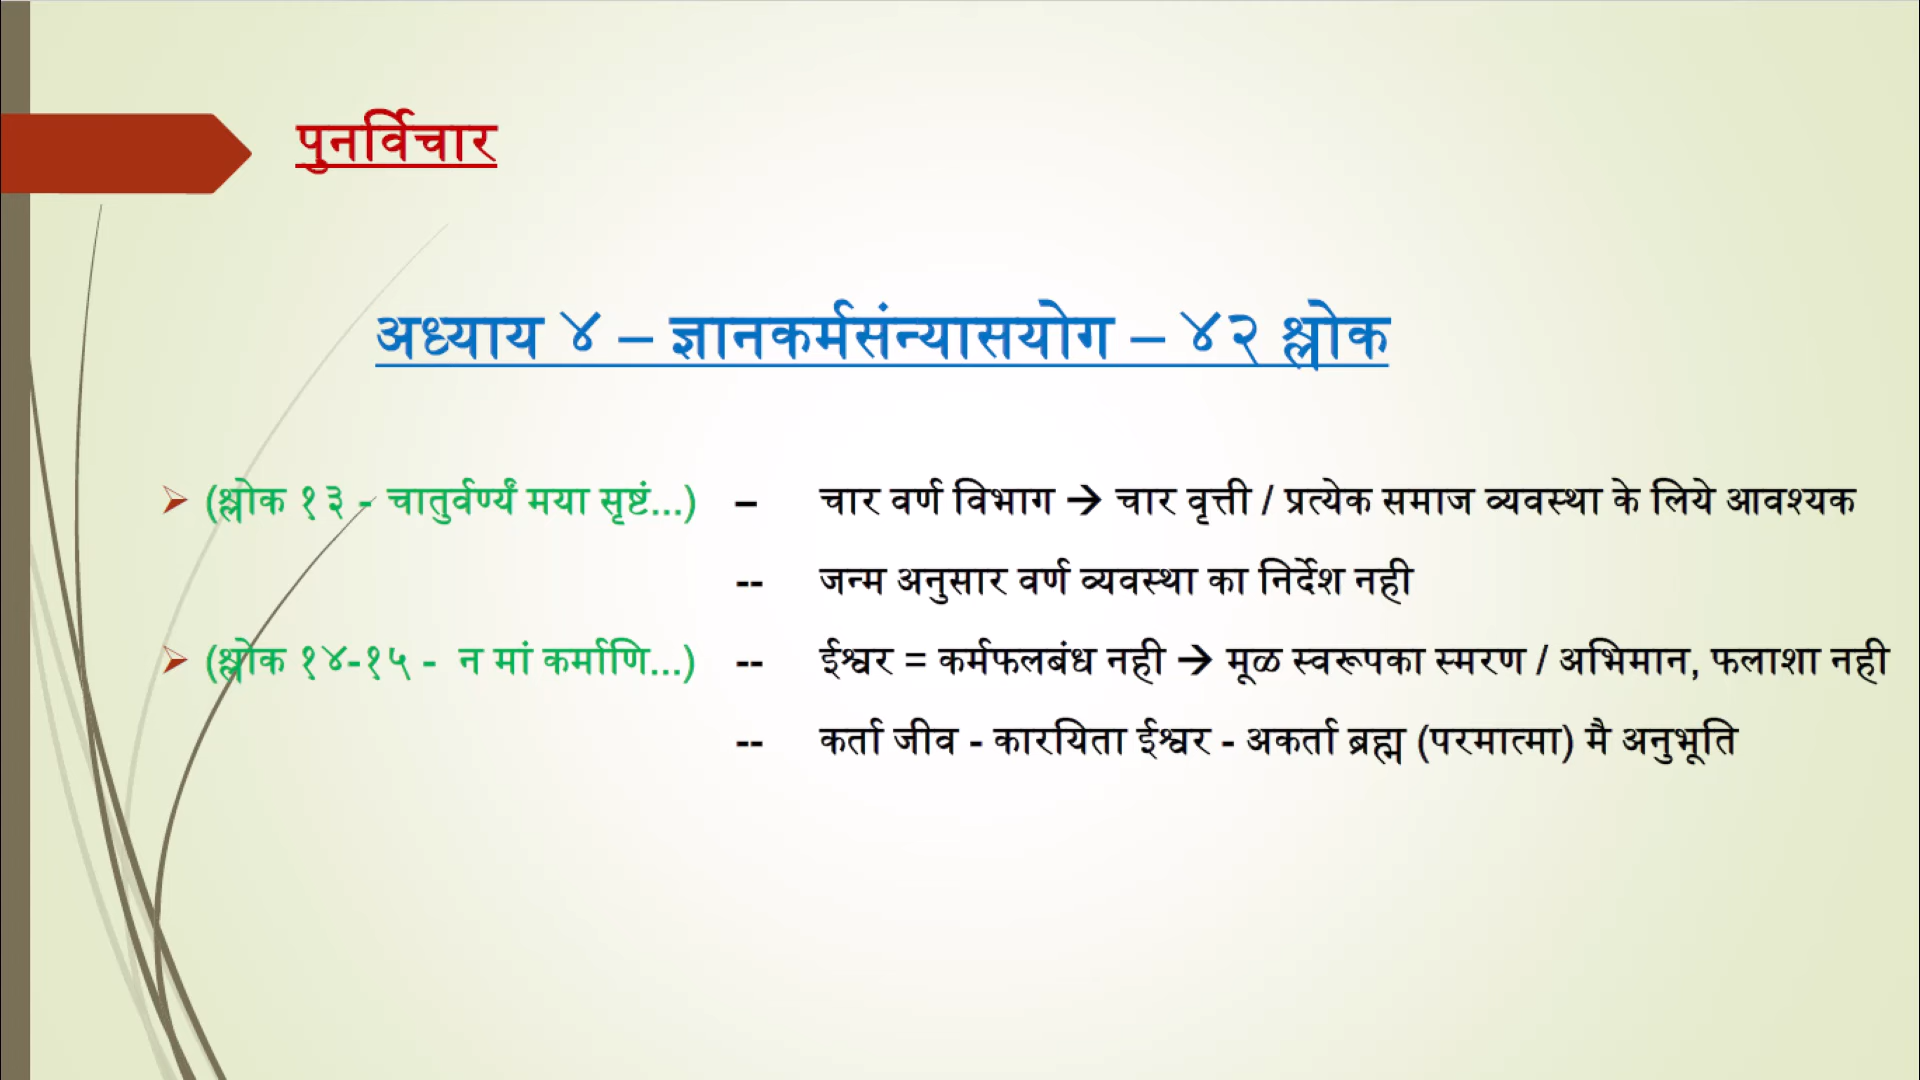 पुनर्विचार
अध्याय ४ – ज्ञानकर्मसंन्यासयोग – ४२ श्लोक
(श्लोक १३ - चातुर्वर्ण्यं मया सृष्टं...) – चार वर्ण विभाग → चार वृत्ती / प्रत्येक समाज व्यवस्था के लिये आवश्यक
-- जन्म अनुसार वर्ण व्यवस्था का निर्देश नही
(श्लोक १४-१५ - न मां कर्माणि...) -- ईश्वर = कर्मफलबंध नही → मूळ स्वरूपका स्मरण / अभिमान, फलाशा नही
-- कर्ता जीव - कारयिता ईश्वर - अकर्ता ब्रह्म (परमात्मा) मै अनुभूति